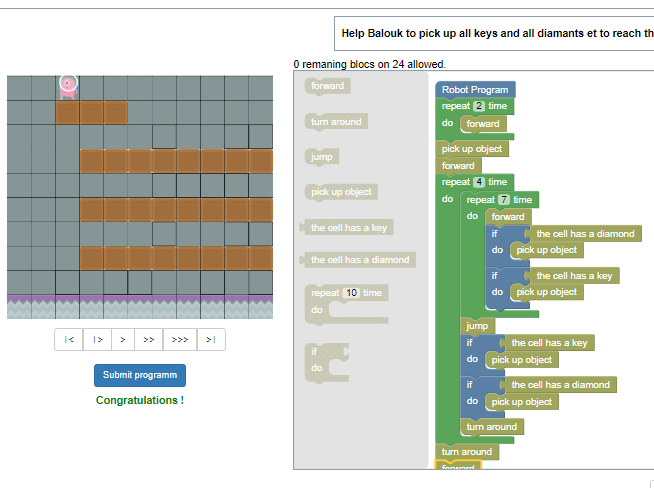 Help Balouk to pick up all keys and all diamants et to reach th
0 remaning blocs on 24 allowed.
forward
turn around
jump
pick up object
the cell has a key
the cell has a diamond
repeat 10 time
do
if
do
Robot Program
repeat 2 time
do forward
pick up object
forward
repeat 4 time
do repeat 7 time
do forward
if the cell has a diamond
do pick up object
if the cell has a key
do pick up object
jump
if the cell has a key
do pick up object
if the cell has a diamond
do pick up object
turn around
turn around
forward
|< |> > >> >>> >|
Submit programm
Congratulations !